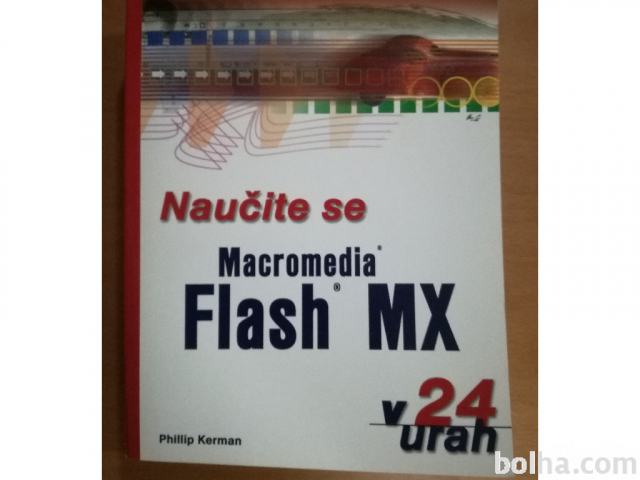 Naučite se
Macromedia®
Flash® MX
v 24
urah
Phillip Kerman
bolha.com